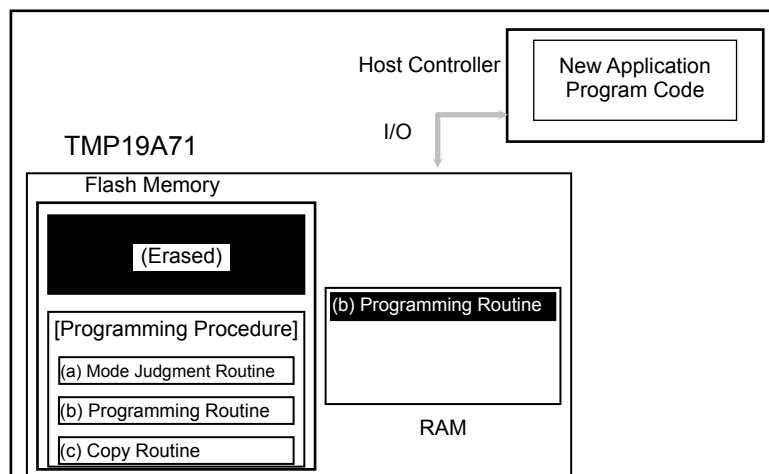 Host Controller
New Application
Program Code
I/O
TMP19A71
Flash Memory
(Erased)
[Programming Procedure]
(a) Mode Judgment Routine
(b) Programming Routine
(c) Copy Routine
(b) Programming Routine
RAM